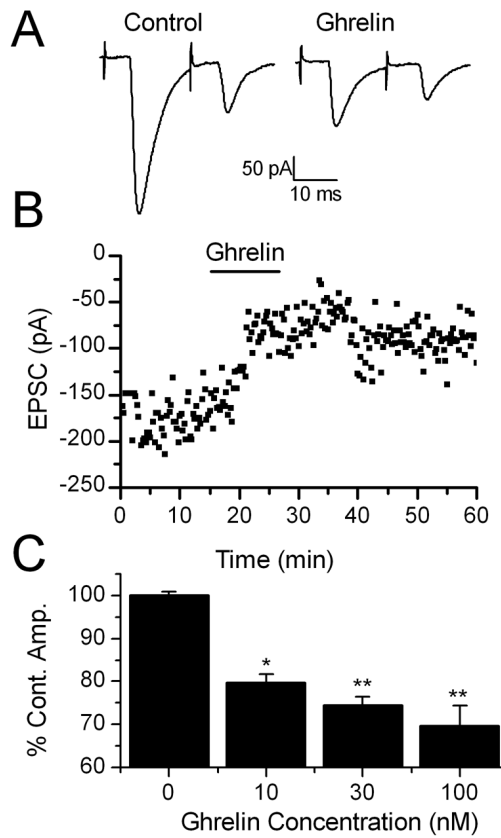 A
Control
Ghrelin
50 pA
10 ms
B
Ghrelin
0
-50
-100
-150
-200
-250
EPSC (pA)
0 10 20 30 40 50 60
Time (min)
C
100
90
80
70
60
% Cont. Amp.
*
**
**
0 10 30 100
Ghrelin Concentration (nM)